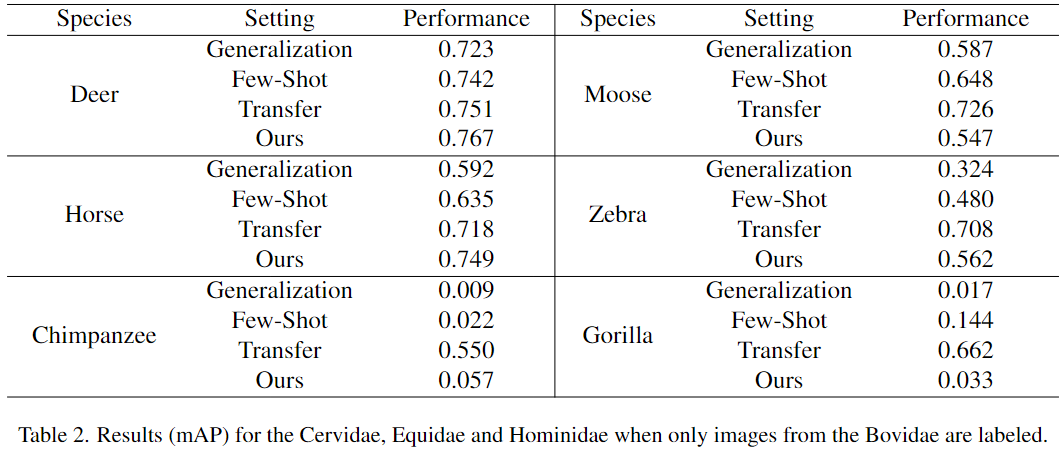 Species Setting Performance Species Setting Performance
Generalization 0.723 Generalization 0.587
Few-Shot 0.742 Few-Shot 0.648
Deer Moose
Transfer 0.751 Transfer 0.726
Ours 0.767 Ours 0.547
Generalization 0.592 Generalization 0.324
Few-Shot 0.635 Few-Shot 0.480
Horse Zebra
Transfer 0.718 Transfer 0.708
Ours 0.749 Ours 0.562
Generalization 0.009 Generalization 0.017
Few-Shot 0.022 Few-Shot 0.144
Chimpanzee Gorilla
Transfer 0.550 Transfer 0.662
Ours 0.057 Ours 0.033
Table 2. Results (mAP) for the Cervidae, Equidae and Hominidae when only images from the Bovidae are labeled.